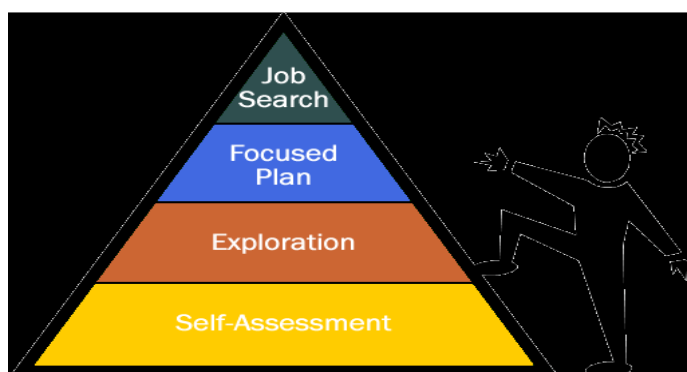 Job
Search
Focused
Plan
Exploration
Self-Assessment